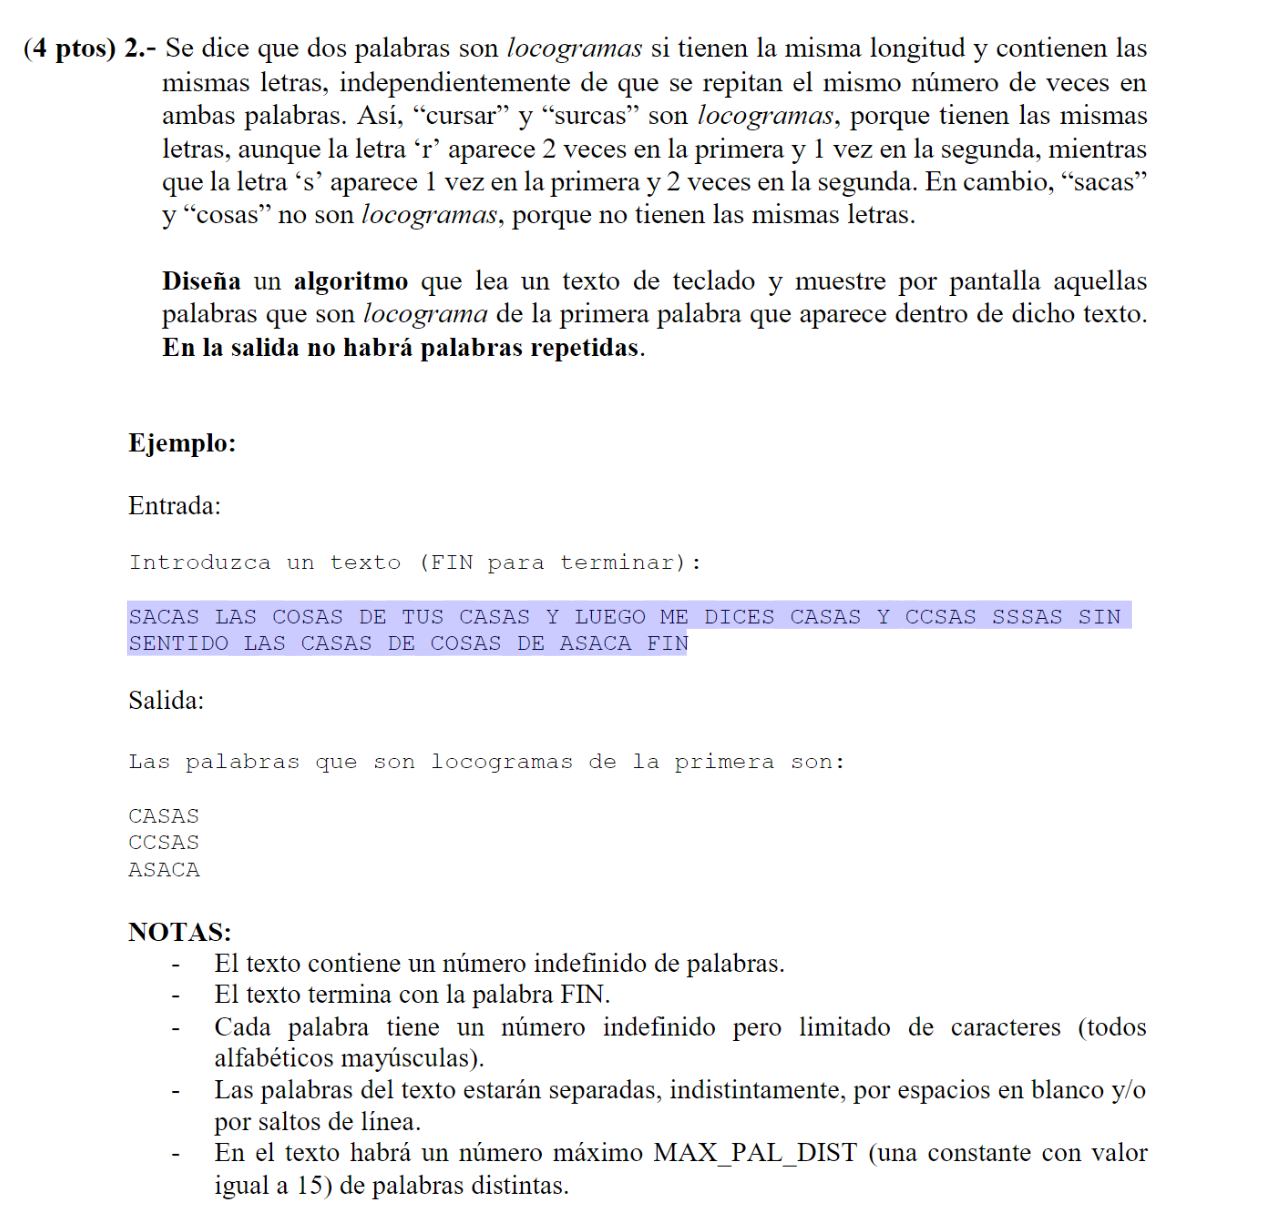 (4 ptos) 2.- Se dice que dos palabras son locogramas si tienen la misma longitud y contienen las
mismas letras, independientemente de que se repitan el mismo número de veces en
ambas palabras. Así, “cursar” y “surcas” son locogramas, porque tienen las mismas
letras, aunque la letra ‘r’ aparece 2 veces en la primera y 1 vez en la segunda, mientras
que la letra ‘s’ aparece 1 vez en la primera y 2 veces en la segunda. En cambio, “sacas”
y “cosas” no son locogramas, porque no tienen las mismas letras.
Diseña un algoritmo que lea un texto de teclado y muestre por pantalla aquellas
palabras que son locograma de la primera palabra que aparece dentro de dicho texto.
En la salida no habrá palabras repetidas.
Ejemplo:
Entrada:
Introduzca un texto (FIN para terminar):
SACAS LAS COSAS DE TUS CASAS Y LUEGO ME DICES CASAS Y CCSAS SSSAS SIN
SENTIDO LAS CASAS DE COSAS DE ASACA FIN
Salida:
Las palabras que son locogramas de la primera son:
CASAS
CCSAS
ASACA
NOTAS:
- El texto contiene un número indefinido de palabras.
- El texto termina con la palabra FIN.
- Cada palabra tiene un número indefinido pero limitado de caracteres (todos
alfabéticos mayúsculas).
- Las palabras del texto estarán separadas, indistintamente, por espacios en blanco y/o
por saltos de línea.
- En el texto habrá un número máximo MAX_PAL_DIST (una constante con valor
igual a 15) de palabras distintas.